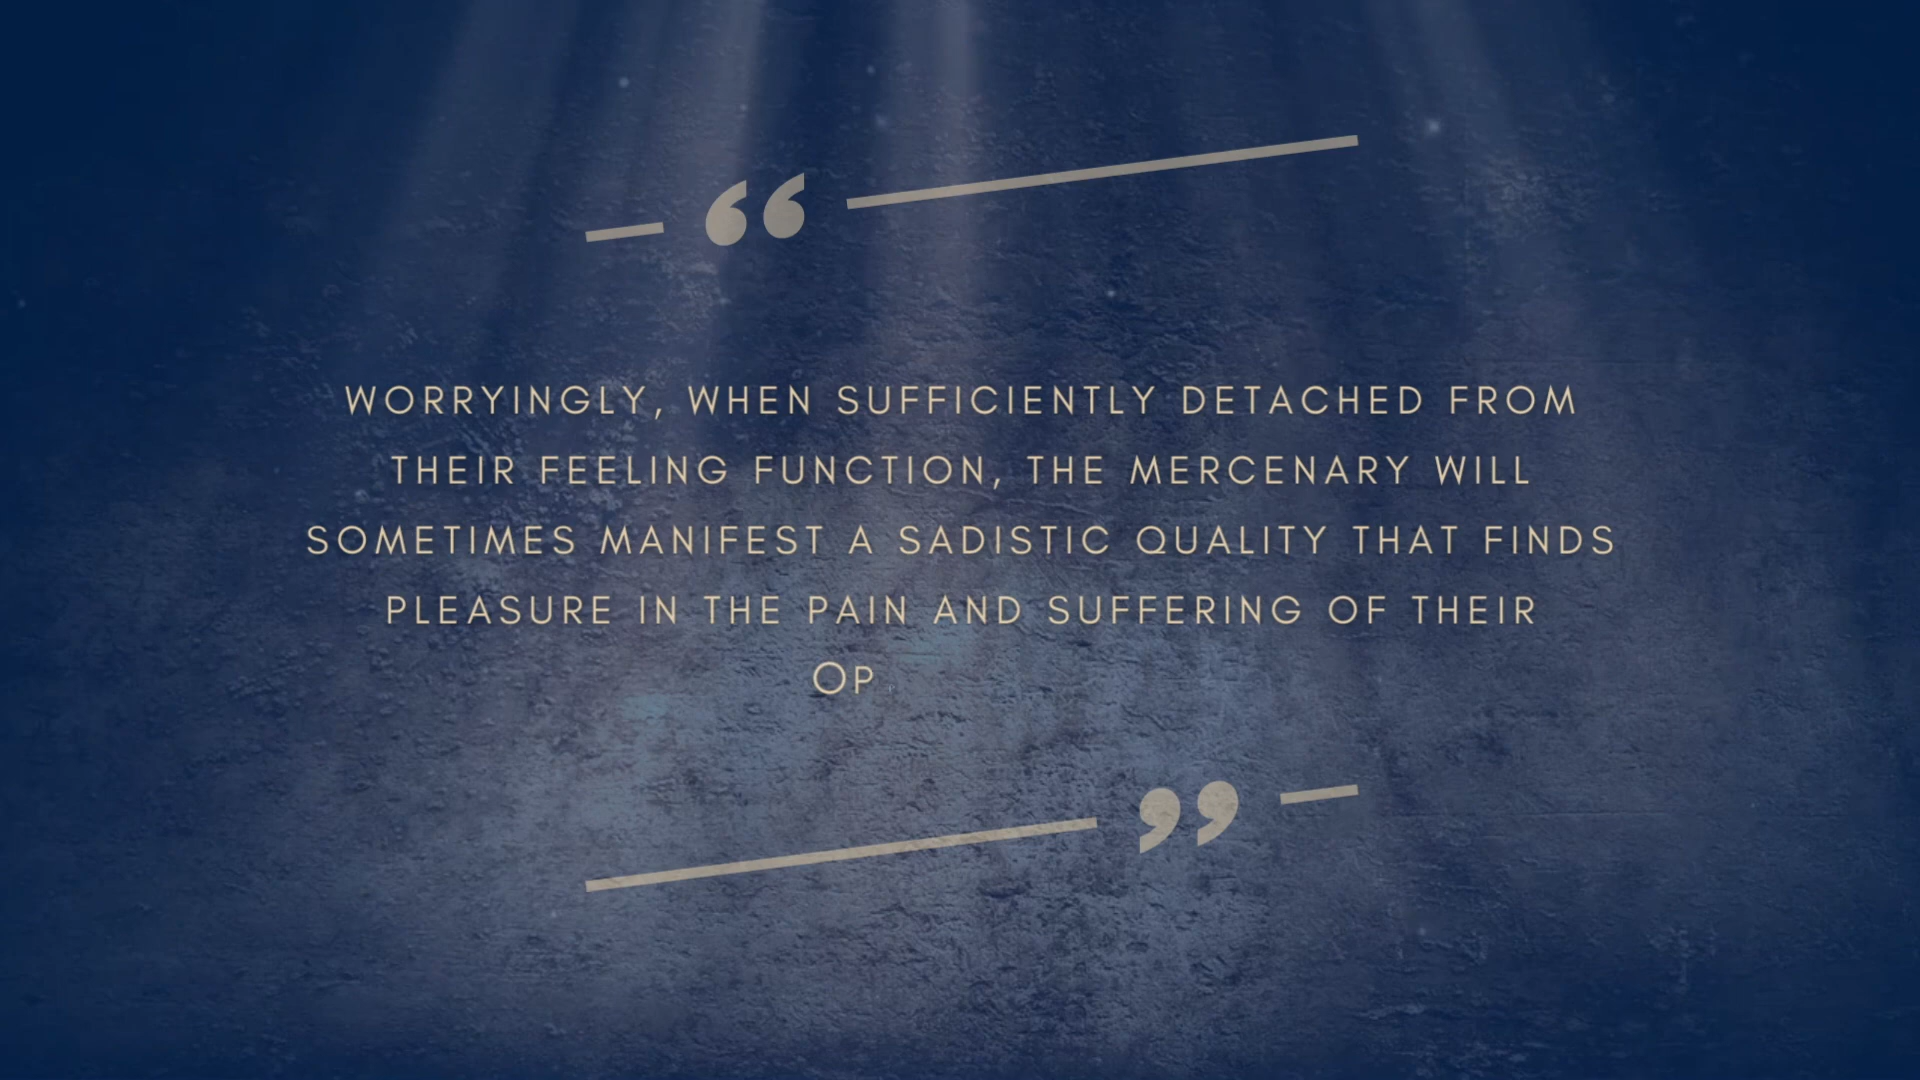 “
WORRYINGLY, WHEN SUFFICIENTLY DETACHED FROM
THEIR FEELING FUNCTION, THE MERCENARY WILL
SOMETIMES MANIFEST A SADISTIC QUALITY THAT FINDS
PLEASURE IN THE PAIN AND SUFFERING OF THEIR
OP
”